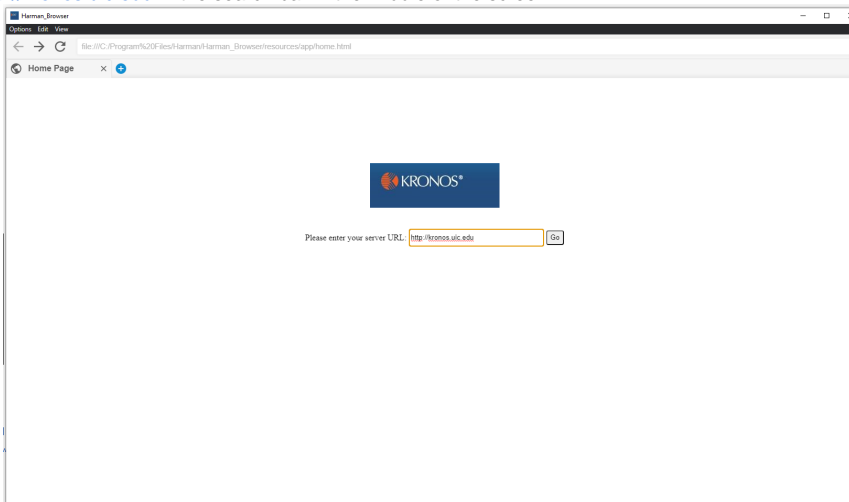 Harman_Browser
Options Edit View
file:///C:/Program%20Files/Harman/Harman_Browser/resources/app/home.html
Home Page
KRONOS®
Please enter your server URL: http://kronos.uic.edu Go